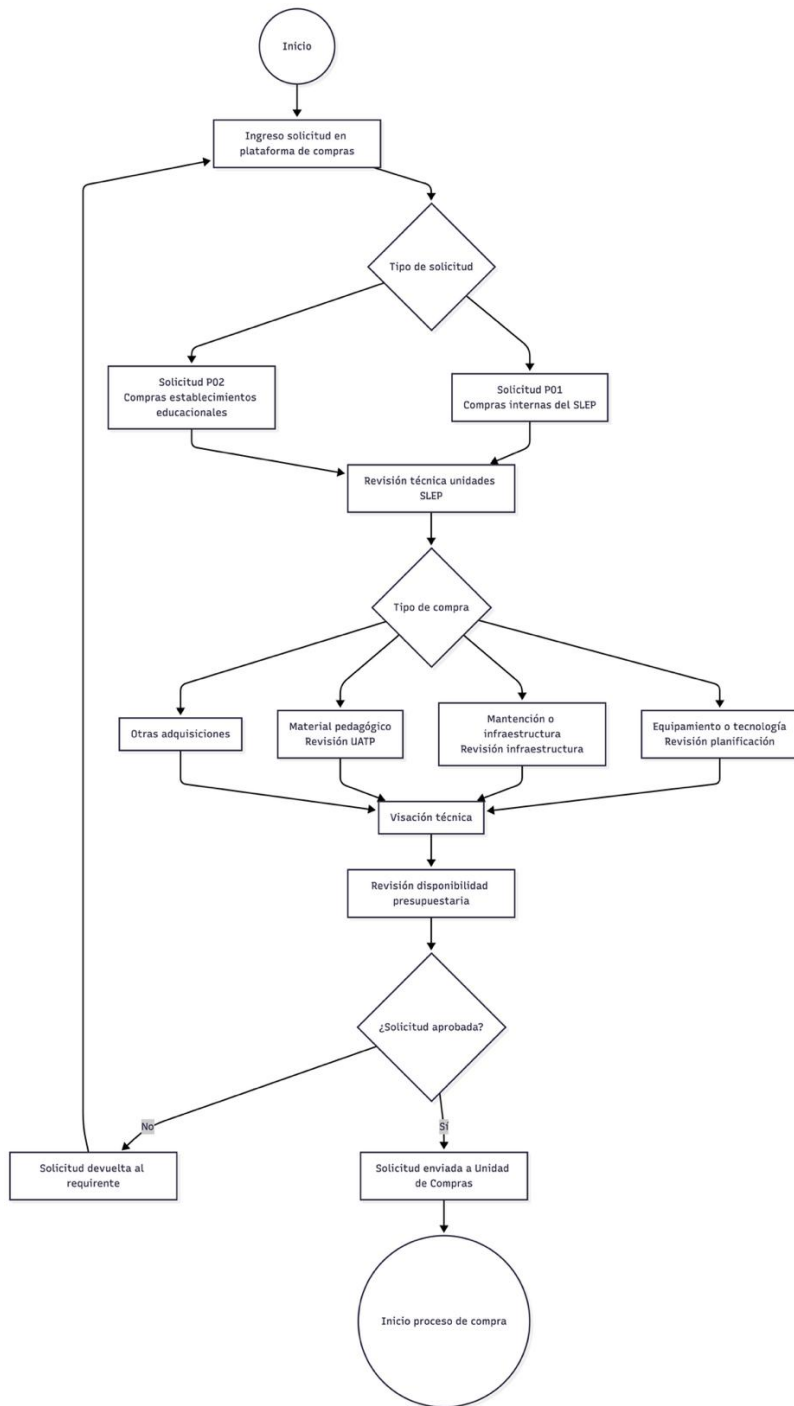 Inicio
Ingreso solicitud en
plataforma de compras
Tipo de solicitud
Solicitud P02
Compras establecimientos
educacionales
Solicitud P01
Compras internas del SLEP
Revisión técnica unidades
SLEP
Tipo de compra
Otras adquisiciones
Material pedagógico
Revisión UATP
Mantención o
infraestructura
Revisión infraestructura
Equipamiento o tecnología
Revisión planificación
Visación técnica
Revisión disponibilidad
presupuestaria
¿Solicitud aprobada?
No
Sí
Solicitud devuelta al
requirente
Solicitud enviada a Unidad
de Compras
Inicio proceso de compra